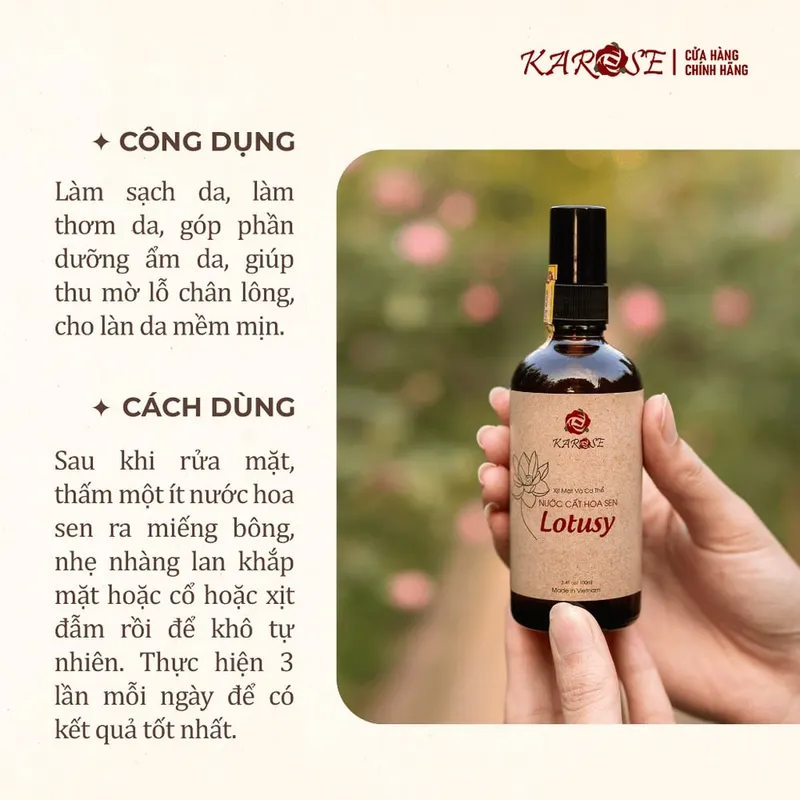 KAROSE
CỬA HÀNG
CHÍNH HÃNG
✦ CÔNG DỤNG
Làm sạch da, làm
thơm da, góp phần
dưỡng ẩm da, giúp
thu mờ lỗ chân lông,
cho làn da mềm mịn.
✦ CÁCH DÙNG
Sau khi rửa mặt,
thấm một ít nước hoa
sen ra miếng bông,
nhẹ nhàng lan khắp
mặt hoặc cổ hoặc xịt
đẫm rồi để khô tự
nhiên. Thực hiện 3
lần mỗi ngày để có
kết quả tốt nhất.
KAROSE
Xịt Mặt Và Cơ Thể
NƯỚC CẤT HOA SEN
Lotusy
Made in Vietnam